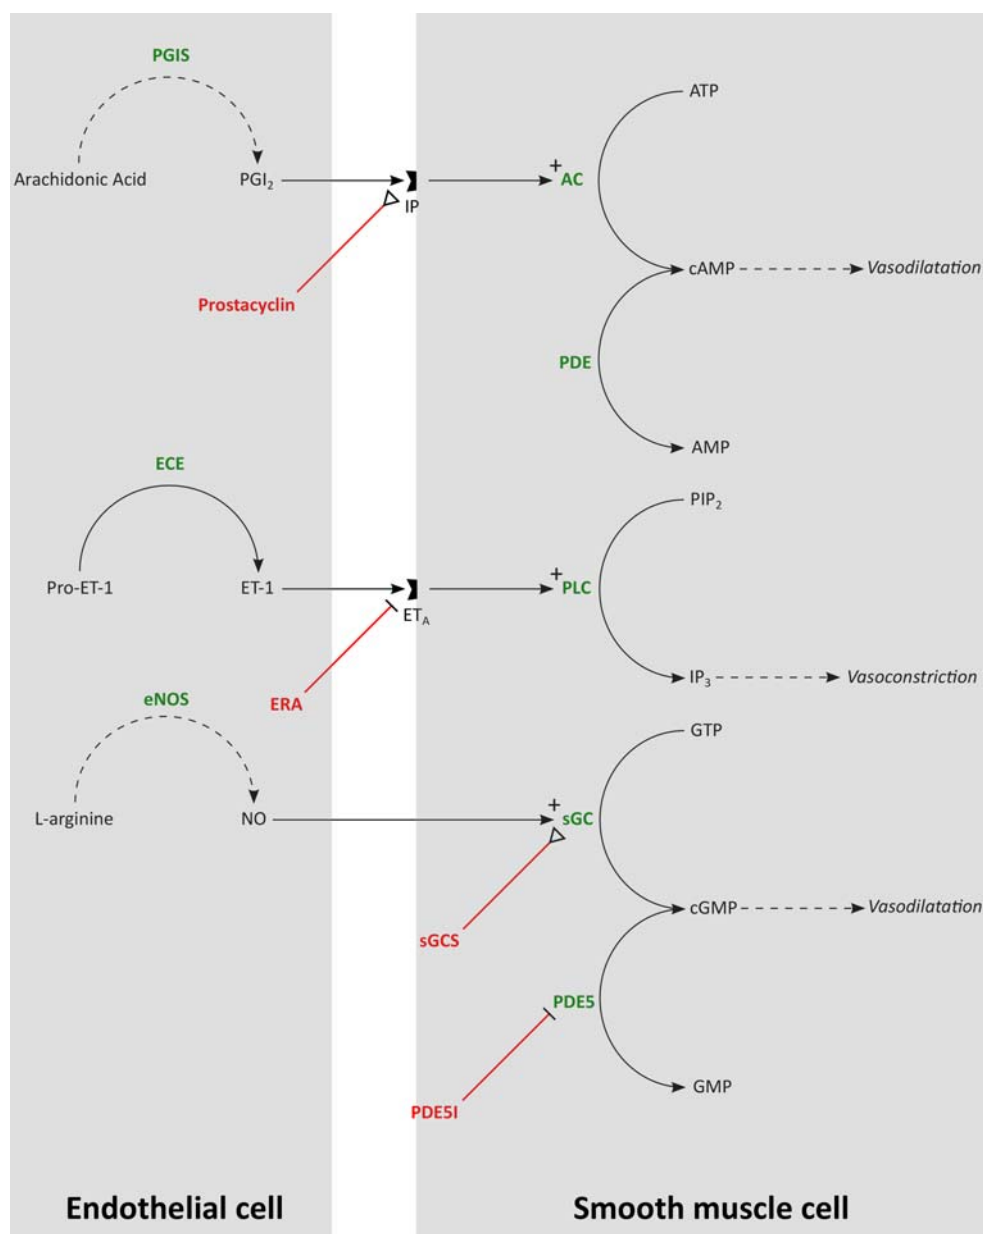 PGIS
ATP
Arachidonic Acid PGI₂ + AC
IP
cAMP Vasodilatation
Prostacyclin
PDE
AMP
ECE
PIP₂
Pro-ET-1 ET-1 + PLC
ETA
IP₃ Vasoconstriction
eNOS ERA
GTP
L-arginine NO + sGC
cGMP Vasodilatation
sGCS
PDE5
GMP
PDE5I
Endothelial cell Smooth muscle cell